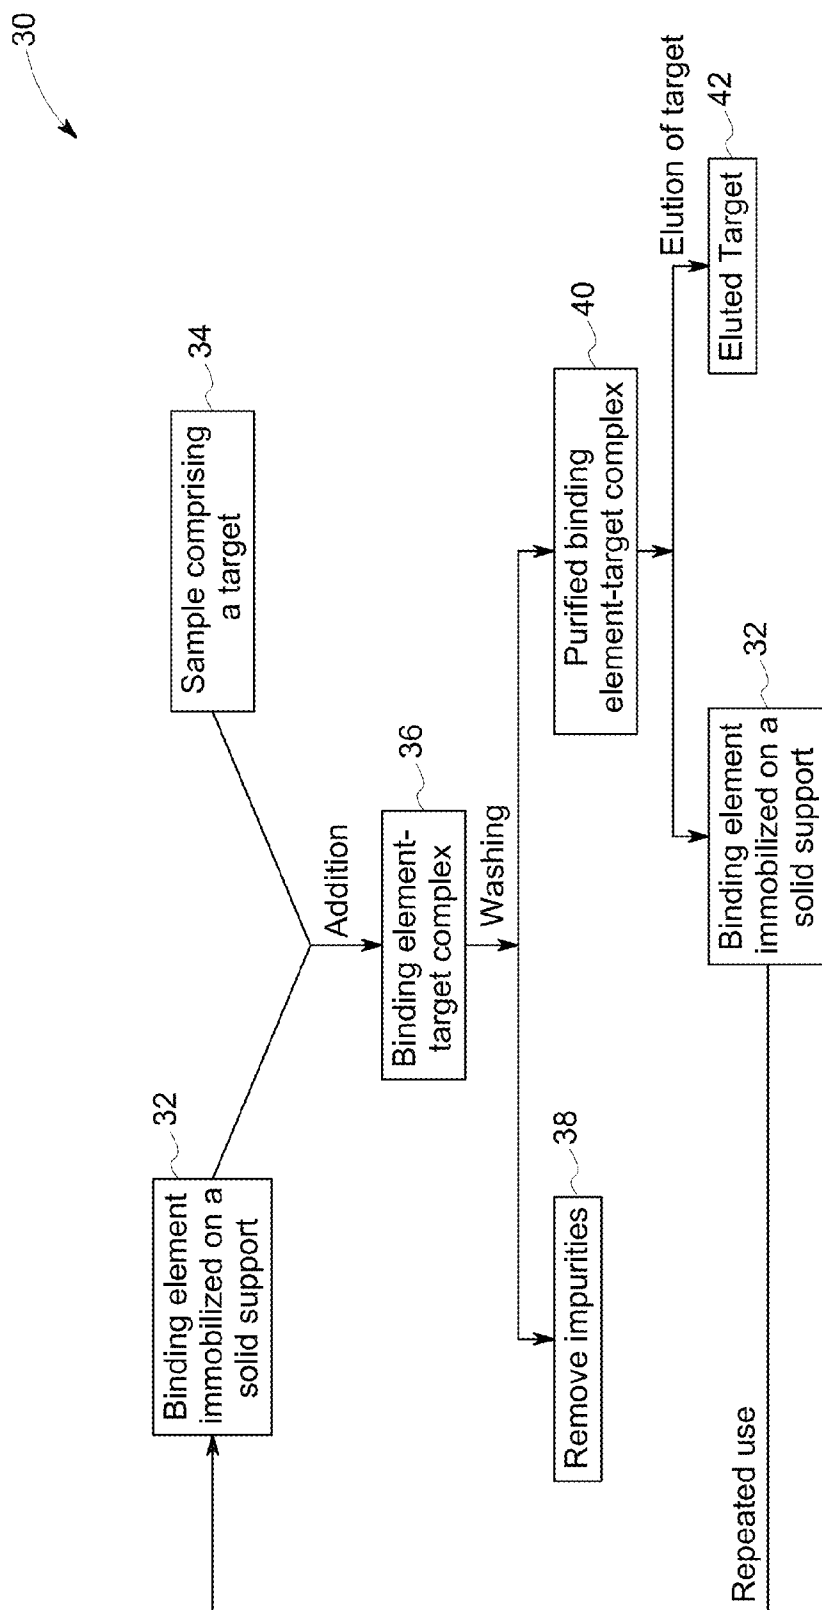 30
32
Binding element
immobilized on a
solid support
34
Sample comprising
a target
Addition
36
Binding element-
target complex
Washing
38
Remove impurities
40
Purified binding
element-target complex
Elution of target
32
Binding element
immobilized on a
solid support
42
Eluted Target
Repeated use